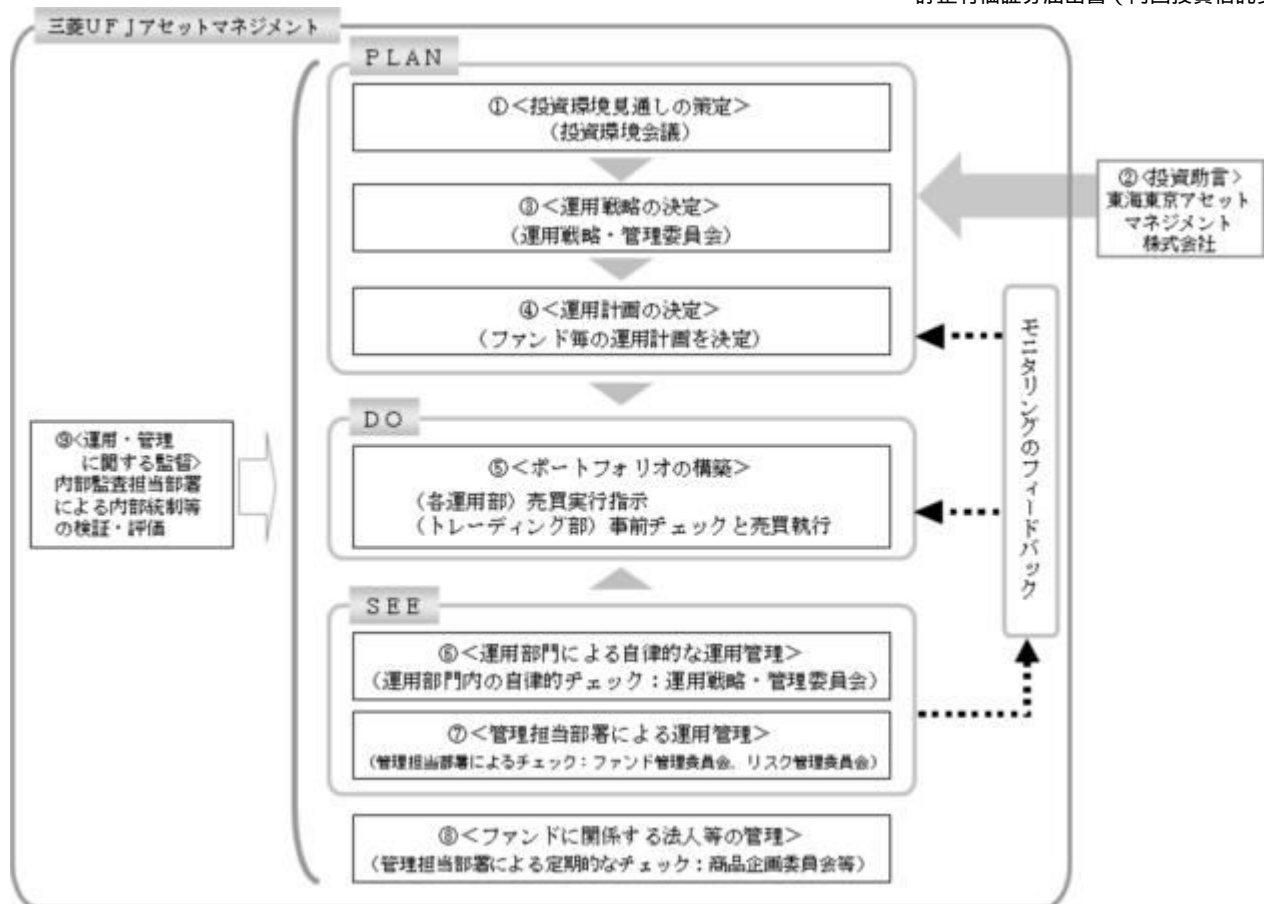 三菱UFJアセットマネジメント
PLAN
①<投資環境見通しの策定>
(投資環境会議)
②<投資助言>
東海東京アセット
マネジメント
株式会社
③<運用戦略の決定>
(運用戦略・管理委員会)
④<運用計画の決定>
(ファンド毎の運用計画を決定)
モニタリングのフィードバック
DO
⑤<ポートフォリオの構築>
(各運用部)売買実行指示
(トレーディング部)事前チェックと売買執行
⑨<運用・管理
に関する監督>
内部監査担当部署
による内部統制等
の検証・評価
SEE
⑥<運用部門による自律的な運用管理>
(運用部門内の自律的チェック:運用戦略・管理委員会)
⑦<管理担当部署による運用管理>
(管理担当部署によるチェック:ファンド管理委員会、リスク管理委員会)
⑧<ファンドに関係する法人等の管理>
(管理担当部署による定期的なチェック:商品企画委員会等)